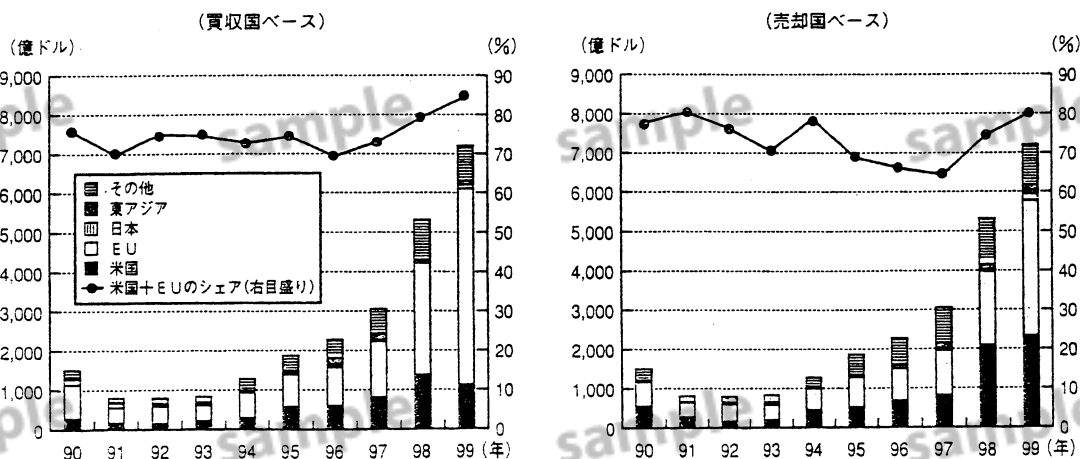 (買収国ベース)
(億ドル)
(%)
9,000
8,000
7,000
6,000
5,000
4,000
3,000
2,000
1,000
0
90
80
70
60
50
40
30
20
10
0
その他
東アジア
日本
EU
米国
米国+EUのシェア(右目盛り)
90 91 92 93 94 95 96 97 98 99 (年)
(売却国ベース)
(億ドル)
(%)
9,000
8,000
7,000
6,000
5,000
4,000
3,000
2,000
1,000
0
90
80
70
60
50
40
30
20
10
0
90 91 92 93 94 95 96 97 98 99 (年)
sample
sample
sample
sample
sample
sample
sample
sample